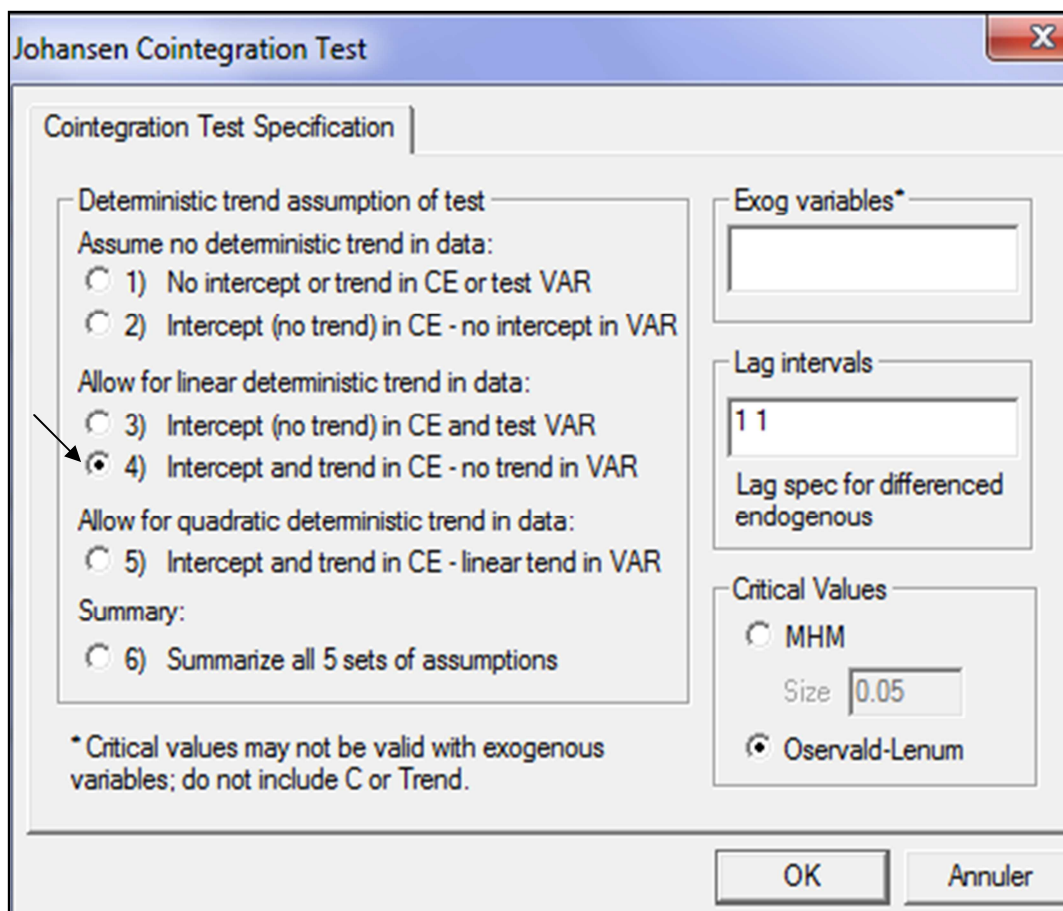 Johansen Cointegration Test
X
Cointegration Test Specification
Deterministic trend assumption of test
Assume no deterministic trend in data:
1) No intercept or trend in CE or test VAR
2) Intercept (no trend) in CE - no intercept in VAR
Allow for linear deterministic trend in data:
3) Intercept (no trend) in CE and test VAR
4) Intercept and trend in CE - no trend in VAR
Allow for quadratic deterministic trend in data:
5) Intercept and trend in CE - linear tend in VAR
Summary:
6) Summarize all 5 sets of assumptions
* Critical values may not be valid with exogenous
variables; do not include C or Trend.
Exog variables*
Lag intervals
1 1
Lag spec for differenced
endogenous
Critical Values
MHM
Size 0.05
Oservald-Lenum
OK
Annuler